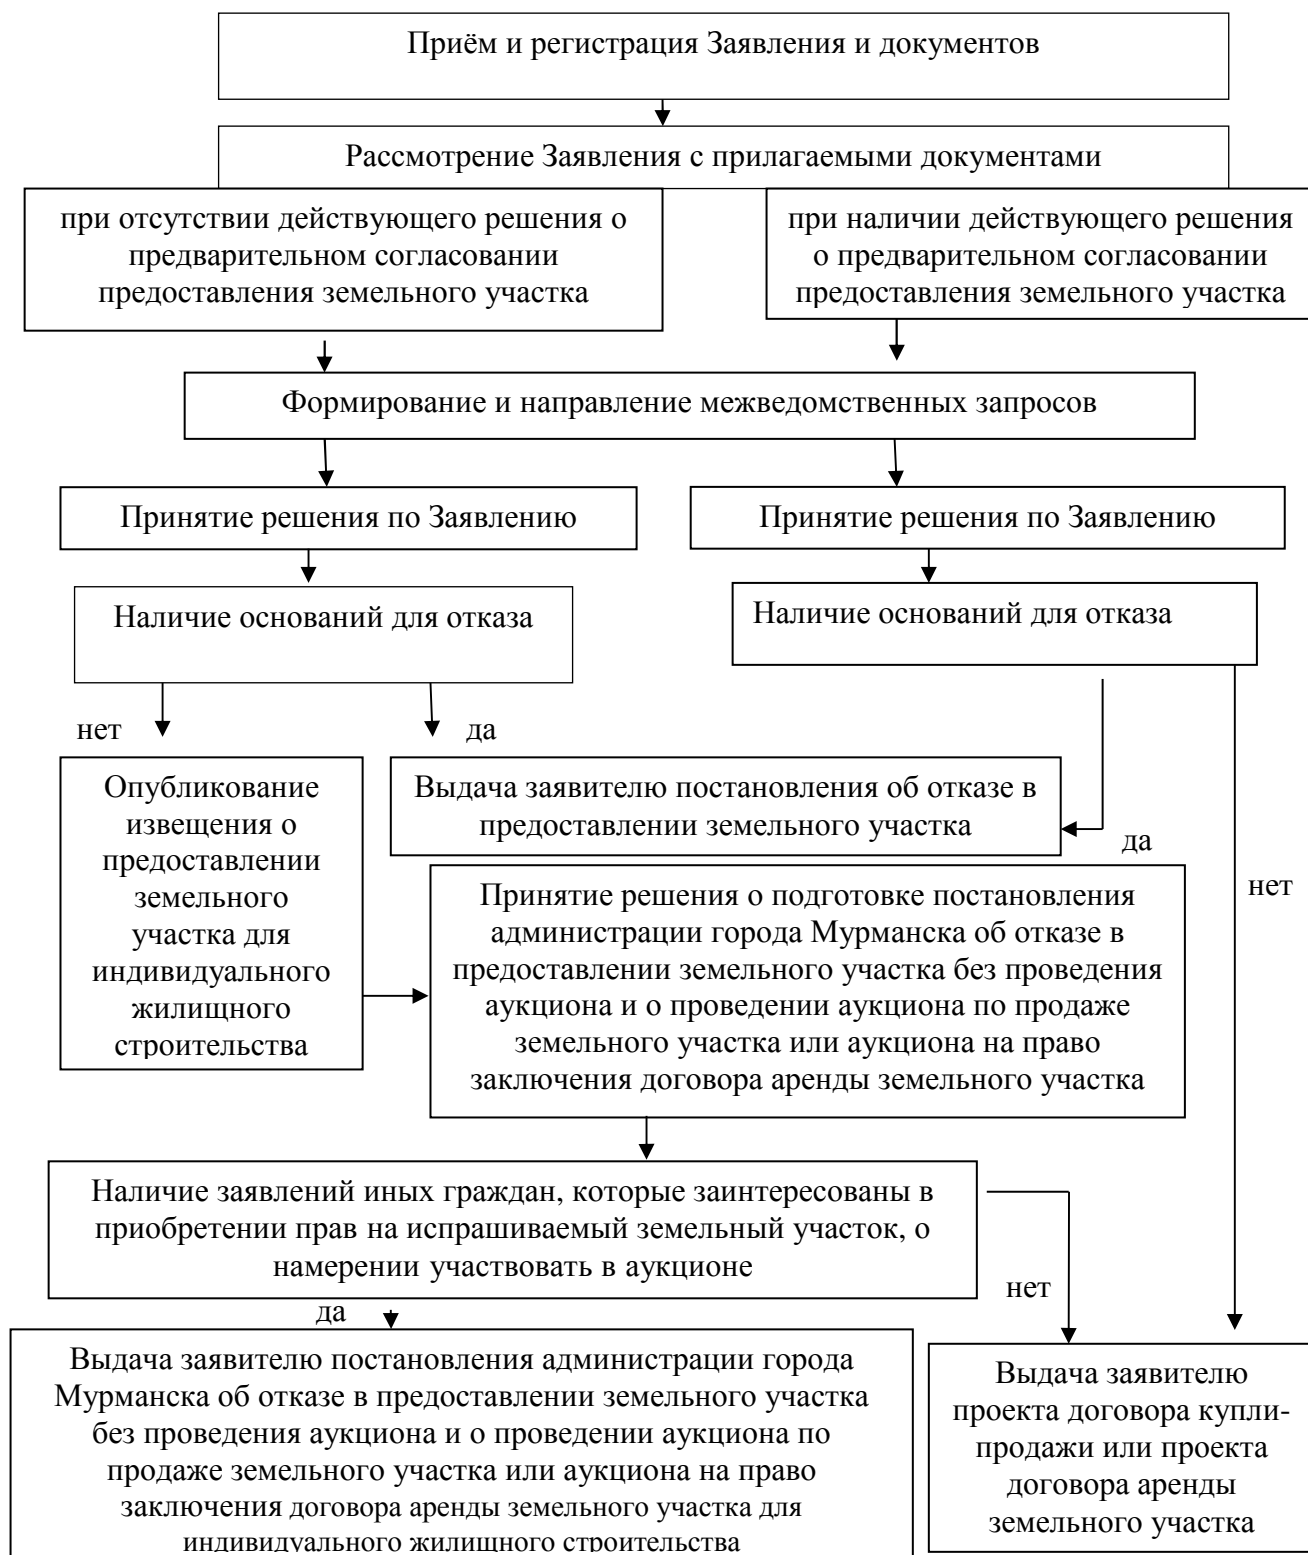 Приём и регистрация Заявления и документов
Рассмотрение Заявления с прилагаемыми документами
при отсутствии действующего решения о
предварительном согласовании
предоставления земельного участка
при наличии действующего решения
о предварительном согласовании
предоставления земельного участка
Формирование и направление межведомственных запросов
Принятие решения по Заявлению
Принятие решения по Заявлению
Наличие оснований для отказа
Наличие оснований для отказа
нет
да
Опубликование
извещения о
предоставлении
земельного
участка для
индивидуального
жилищного
строительства
Выдача заявителю постановления об отказе в
предоставлении земельного участка
да
нет
Принятие решения о подготовке постановления
администрации города Мурманска об отказе в
предоставлении земельного участка без проведения
аукциона и о проведении аукциона по продаже
земельного участка или аукциона на право
заключения договора аренды земельного участка
Наличие заявлений иных граждан, которые заинтересованы в
приобретении прав на испрашиваемый земельный участок, о
намерении участвовать в аукционе
нет
да
Выдача заявителю постановления администрации города
Мурманска об отказе в предоставлении земельного участка
без проведения аукциона и о проведении аукциона по
продаже земельного участка или аукциона на право
заключения договора аренды земельного участка для
индивидуального жилищного строительства
Выдача заявителю
проекта договора купли-
продажи или проекта
договора аренды
земельного участка